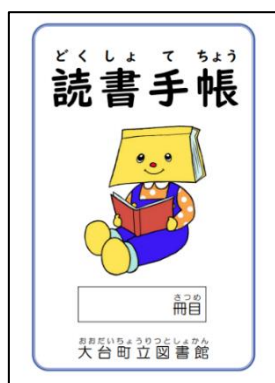 どくしょてちょう
読書手帳
さつめ
冊目
おおだいちょうりつとしょかん
大台町立図書館